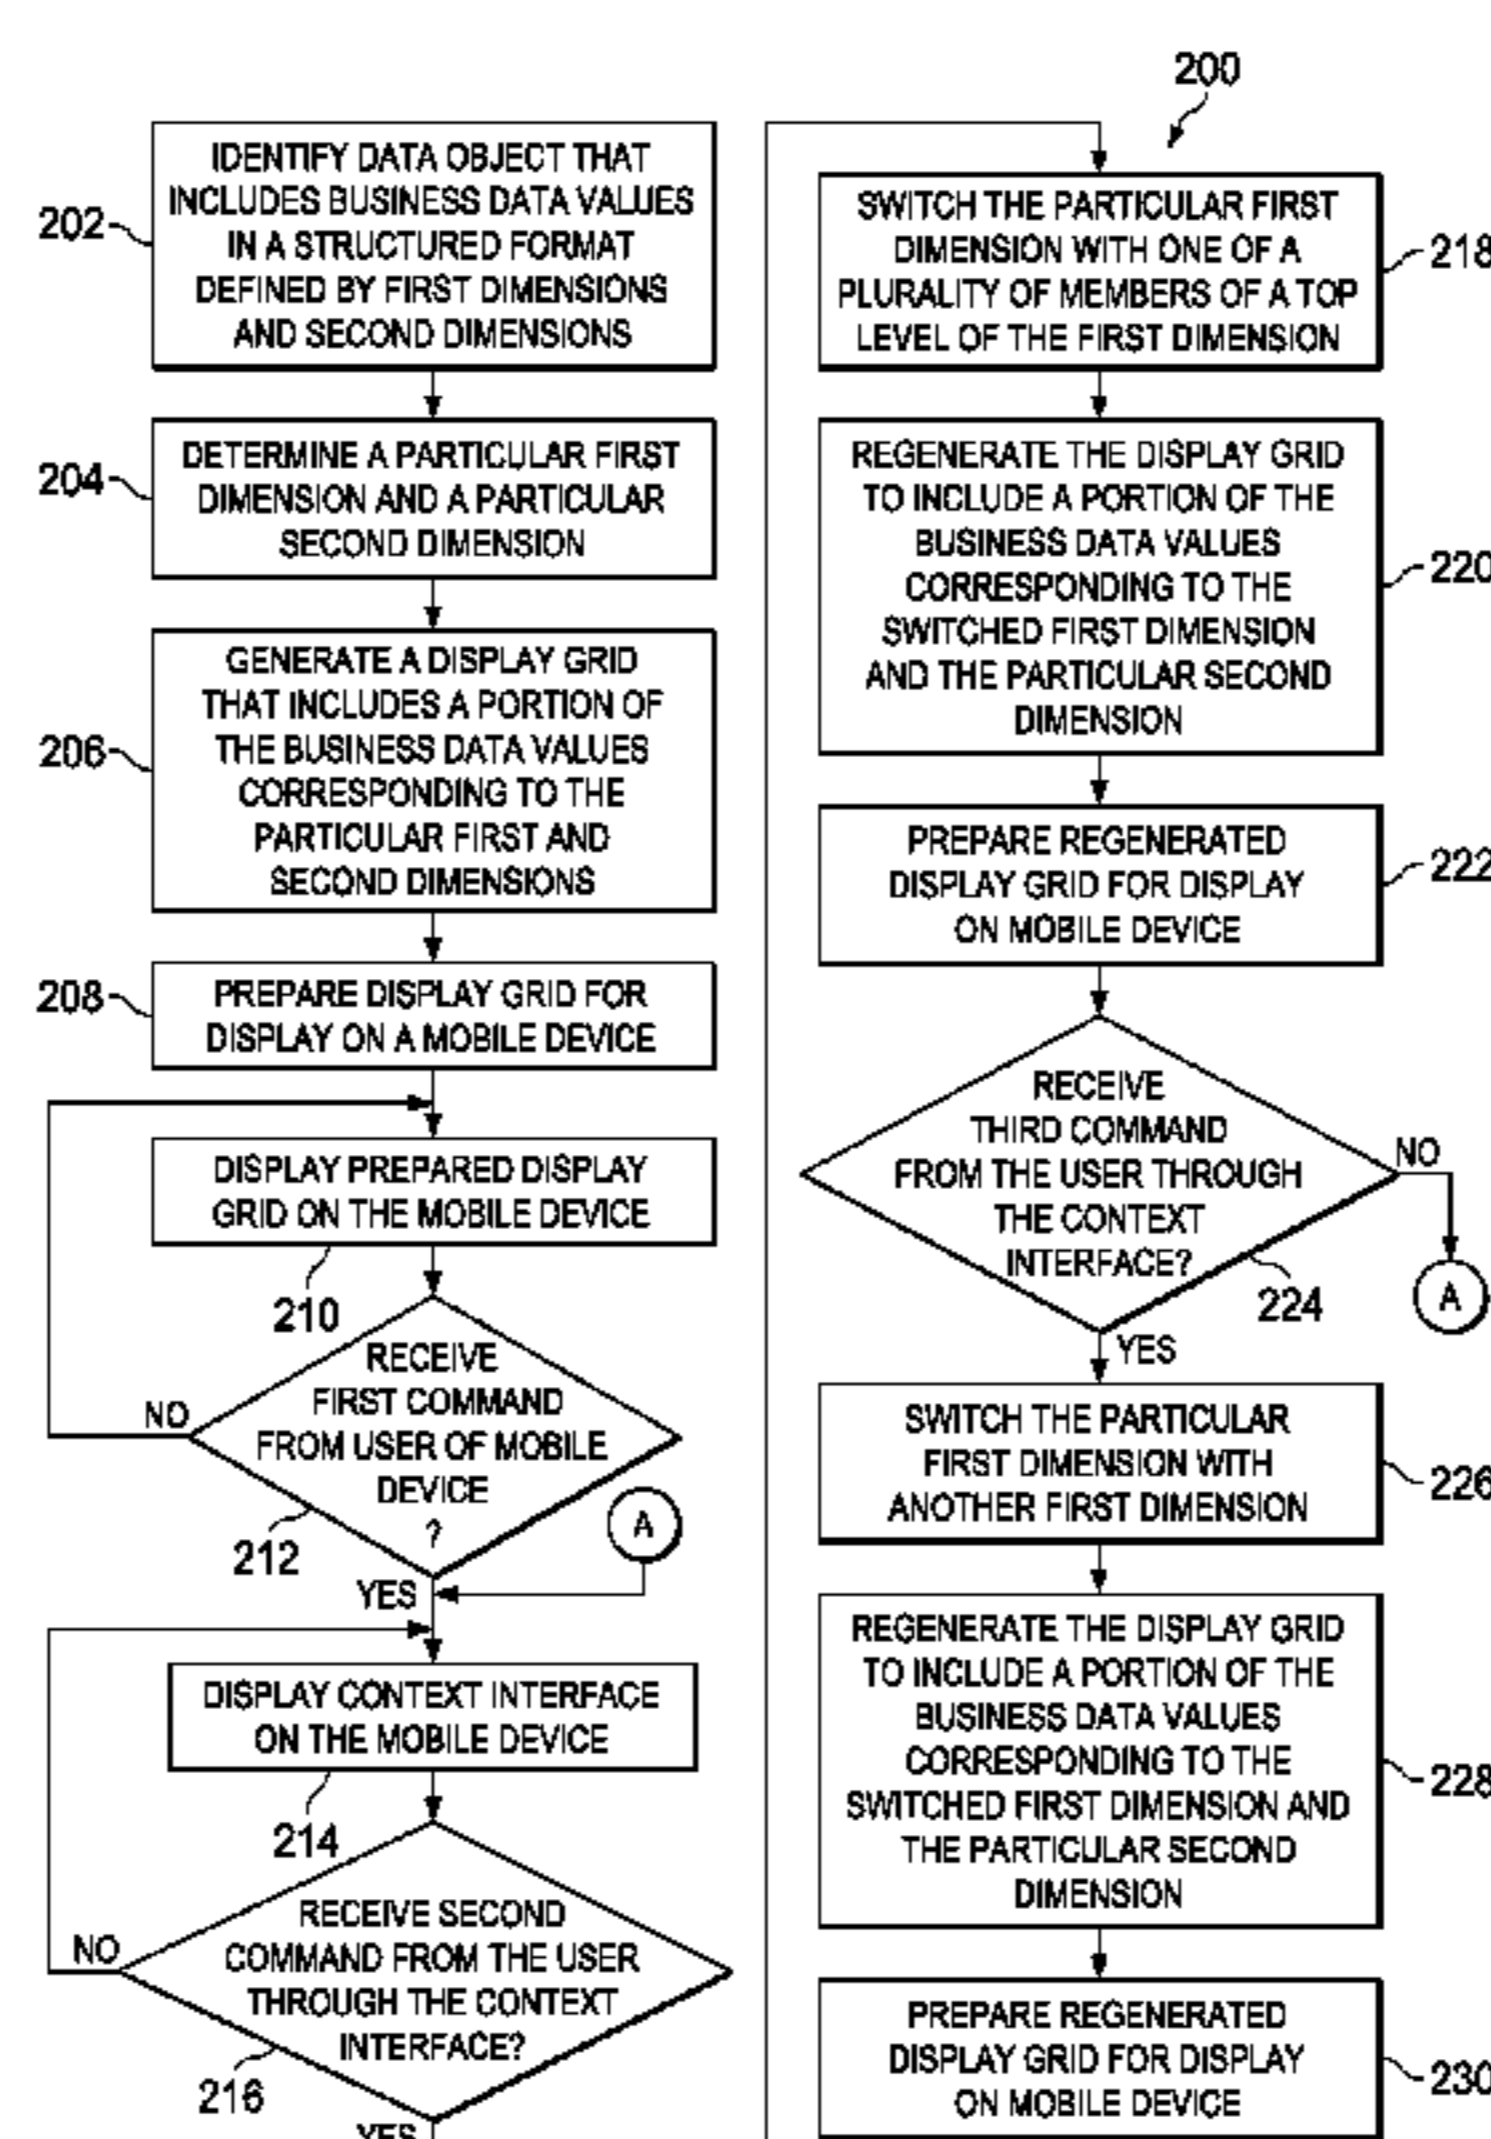 200
IDENTIFY DATA OBJECT THAT
INCLUDES BUSINESS DATA VALUES
IN A STRUCTURED FORMAT
DEFINED BY FIRST DIMENSIONS
AND SECOND DIMENSIONS
202
DETERMINE A PARTICULAR FIRST
DIMENSION AND A PARTICULAR
SECOND DIMENSION
204
GENERATE A DISPLAY GRID
THAT INCLUDES A PORTION OF
THE BUSINESS DATA VALUES
CORRESPONDING TO THE
PARTICULAR FIRST AND
SECOND DIMENSIONS
206
PREPARE DISPLAY GRID FOR
DISPLAY ON A MOBILE DEVICE
208
DISPLAY PREPARED DISPLAY
GRID ON THE MOBILE DEVICE
210
RECEIVE
FIRST COMMAND
FROM USER OF MOBILE
DEVICE
?
NO
212
YES
A
DISPLAY CONTEXT INTERFACE
ON THE MOBILE DEVICE
214
RECEIVE SECOND
COMMAND FROM THE USER
THROUGH THE CONTEXT
INTERFACE?
NO
216
YES
SWITCH THE PARTICULAR FIRST
DIMENSION WITH ONE OF A
PLURALITY OF MEMBERS OF A TOP
LEVEL OF THE FIRST DIMENSION
218
REGENERATE THE DISPLAY GRID
TO INCLUDE A PORTION OF THE
BUSINESS DATA VALUES
CORRESPONDING TO THE
SWITCHED FIRST DIMENSION
AND THE PARTICULAR SECOND
DIMENSION
220
PREPARE REGENERATED
DISPLAY GRID FOR DISPLAY
ON MOBILE DEVICE
222
RECEIVE
THIRD COMMAND
FROM THE USER THROUGH
THE CONTEXT
INTERFACE?
NO
224
A
YES
SWITCH THE PARTICULAR
FIRST DIMENSION WITH
ANOTHER FIRST DIMENSION
226
REGENERATE THE DISPLAY GRID
TO INCLUDE A PORTION OF THE
BUSINESS DATA VALUES
CORRESPONDING TO THE
SWITCHED FIRST DIMENSION AND
THE PARTICULAR SECOND
DIMENSION
228
PREPARE REGENERATED
DISPLAY GRID FOR DISPLAY
ON MOBILE DEVICE
230